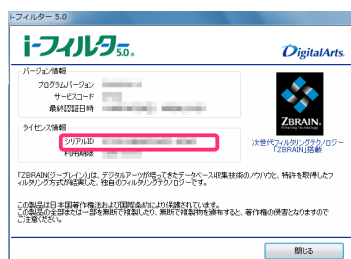 i-フィルター 5.0
i-フィルタ5.0.
DigitalArts.
バージョン情報
プログラムバージョン
サービスコード
最終認証日時
ZBRAIN.
Filtering Technology
ライセンス情報
シリアルID
利用期限
次世代フィルタリングテクノロジー
「ZBRAIN」搭載
「ZBRAIN(ジーブレイン)」は、デジタルアーツが培ってきたデータベース収集技術のノウハウと、特許を取得したフ
ィルタリング方式が結実した、独自のフィルタリングテクノロジーです。
この製品は日本国著作権法および国際条約により保護されています。
この製品の全部または一部を無断で複製したり、無断で複製物を頒布すると、著作権の侵害となりますので
ご注意ください。
閉じる